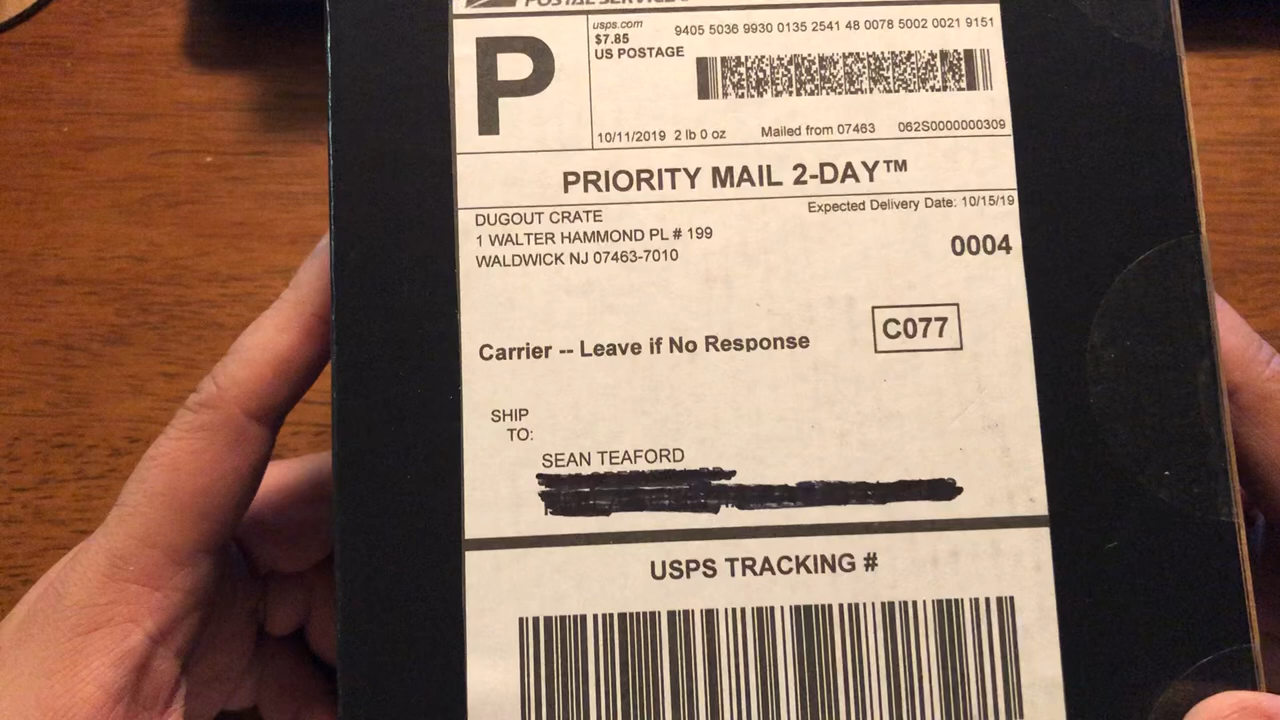 POSTAL SERVICE
P
usps.com
$7.85
US POSTAGE
9405 5036 9930 0135 2541 48 0078 5002 0021 9151
10/11/2019 2 lb 0 oz Mailed from 07463 062S0000000309
PRIORITY MAIL 2-DAY™
Expected Delivery Date: 10/15/19
DUGOUT CRATE
1 WALTER HAMMOND PL # 199
WALDWICK NJ 07463-7010
0004
C077
Carrier -- Leave if No Response
SHIP
TO:
SEAN TEAFORD
USPS TRACKING #